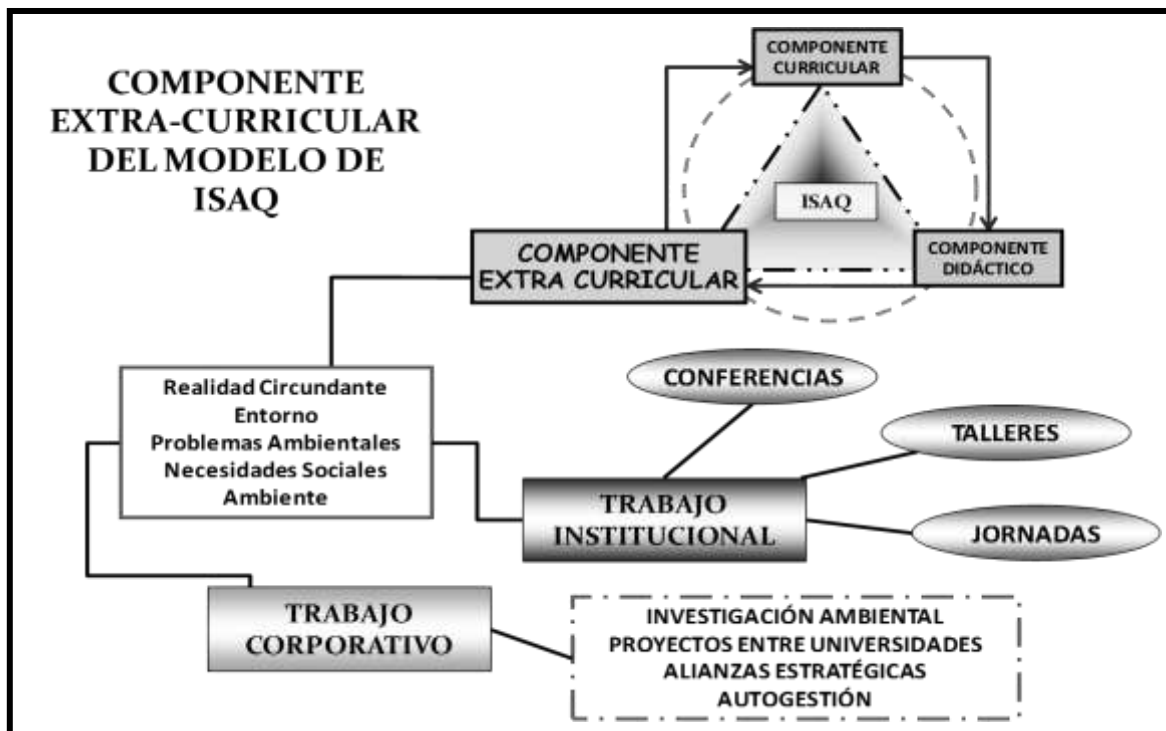 COMPONENTE
EXTRA-CURRICULAR
DEL MODELO DE
ISAQ
COMPONENTE
CURRICULAR
ISAQ
COMPONENTE
EXTRA CURRICULAR
COMPONENTE
DIDÁCTICO
Realidad Circundante
Entorno
Problemas Ambientales
Necesidades Sociales
Ambiente
CONFERENCIAS
TALLERES
TRABAJO
INSTITUCIONAL
JORNADAS
TRABAJO
CORPORATIVO
INVESTIGACIÓN AMBIENTAL
PROYECTOS ENTRE UNIVERSIDADES
ALIANZAS ESTRATÉGICAS
AUTOGESTIÓN